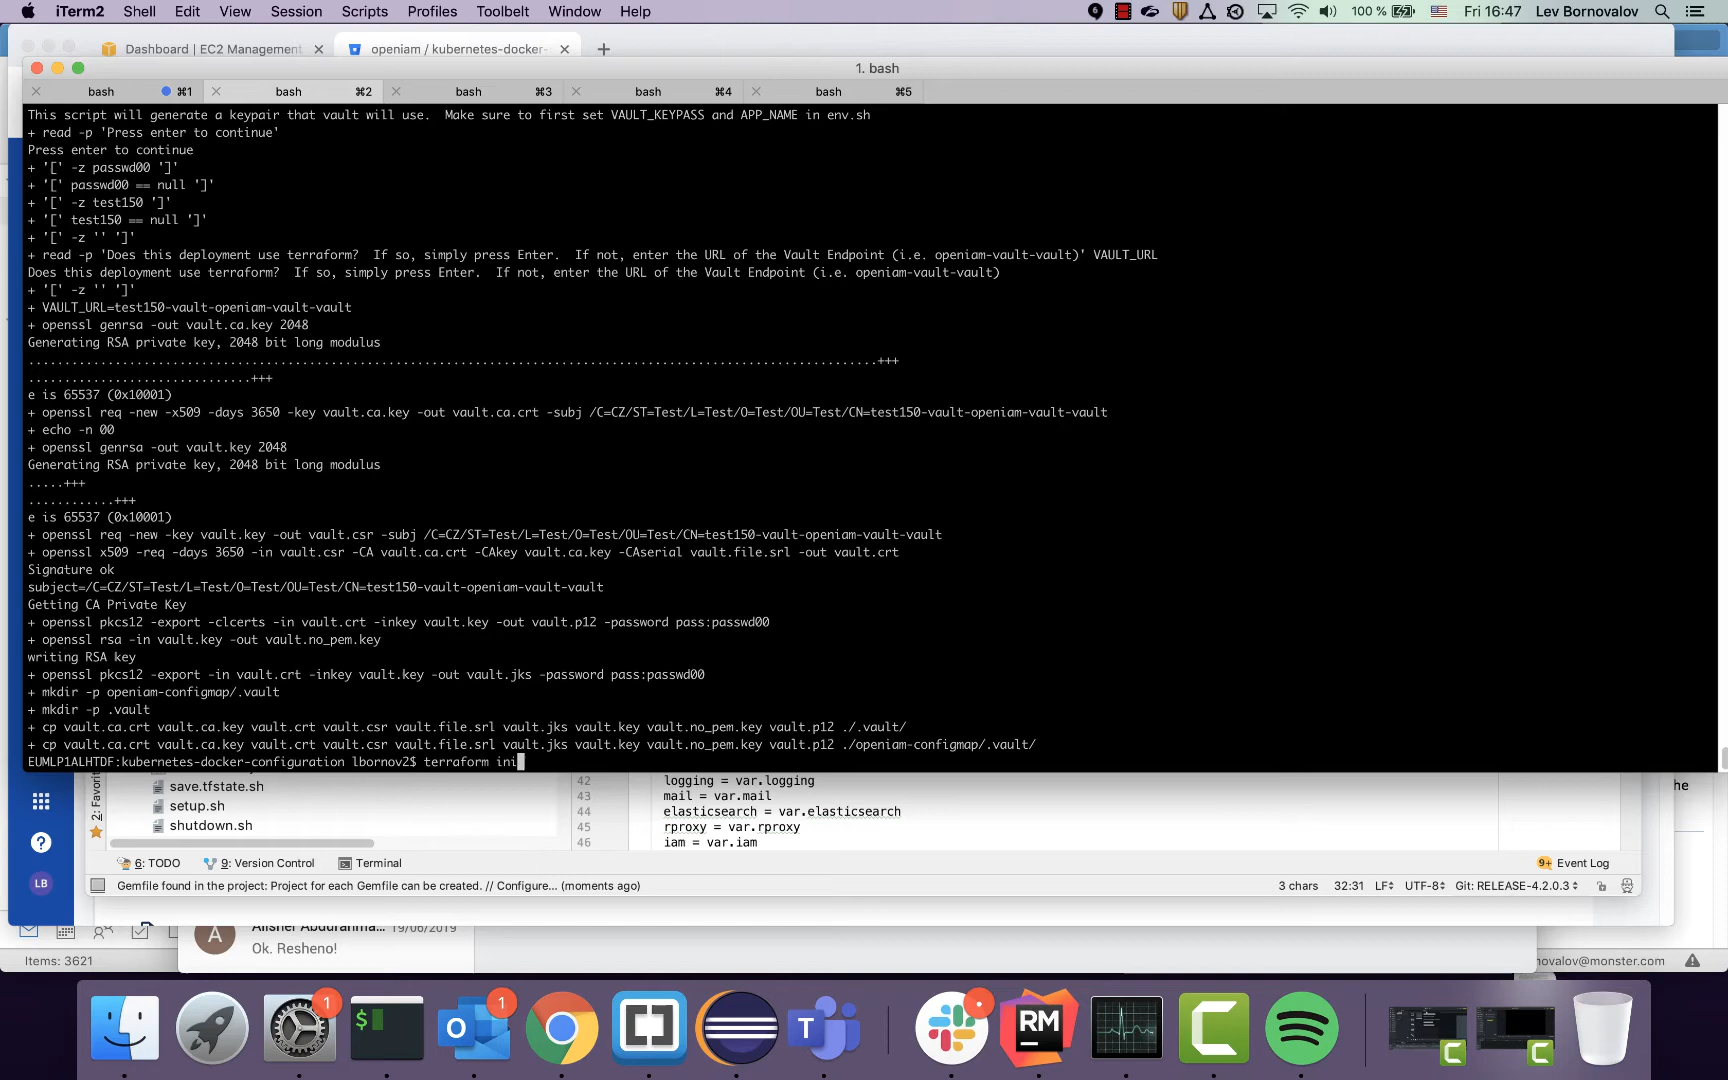 iTerm2 Shell Edit View Session Scripts Profiles Toolbelt Window Help 100 % Fri 16:47 Lev Bornovalov
Dashboard | EC2 Management
openiam / kubernetes-docker-
1. bash
bash ⌘1 bash ⌘2 bash ⌘3 bash ⌘4 bash ⌘5
This script will generate a keypair that vault will use.  Make sure to first set VAULT_KEYPASS and APP_NAME in env.sh
+ read -p 'Press enter to continue'
Press enter to continue
+ '[' -z passwd00 ']'
+ '[' passwd00 == null ']'
+ '[' -z test150 ']'
+ '[' test150 == null ']'
+ '[' -z '' ']'
+ read -p 'Does this deployment use terraform?  If so, simply press Enter.  If not, enter the URL of the Vault Endpoint (i.e. openiam-vault-vault)' VAULT_URL
Does this deployment use terraform?  If so, simply press Enter.  If not, enter the URL of the Vault Endpoint (i.e. openiam-vault-vault)
+ '[' -z '' ']'
+ VAULT_URL=test150-vault-openiam-vault-vault
+ openssl genrsa -out vault.ca.key 2048
Generating RSA private key, 2048 bit long modulus
......................................................................................................................+++
...............................+++
e is 65537 (0x10001)
+ openssl req -new -x509 -days 3650 -key vault.ca.key -out vault.ca.crt -subj /C=CZ/ST=Test/L=Test/O=Test/OU=Test/CN=test150-vault-openiam-vault-vault
+ echo -n 00
+ openssl genrsa -out vault.key 2048
Generating RSA private key, 2048 bit long modulus
.....+++
............+++
e is 65537 (0x10001)
+ openssl req -new -key vault.key -out vault.csr -subj /C=CZ/ST=Test/L=Test/O=Test/OU=Test/CN=test150-vault-openiam-vault-vault
+ openssl x509 -req -days 3650 -in vault.csr -CA vault.ca.crt -CAkey vault.ca.key -CAserial vault.file.srl -out vault.crt
Signature ok
subject=/C=CZ/ST=Test/L=Test/O=Test/OU=Test/CN=test150-vault-openiam-vault-vault
Getting CA Private Key
+ openssl pkcs12 -export -clcerts -in vault.crt -inkey vault.key -out vault.p12 -password pass:passwd00
+ openssl rsa -in vault.key -out vault.no_pem.key
writing RSA key
+ openssl pkcs12 -export -in vault.crt -inkey vault.key -out vault.jks -password pass:passwd00
+ mkdir -p openiam-configmap/.vault
+ mkdir -p .vault
+ cp vault.ca.crt vault.ca.key vault.crt vault.csr vault.file.srl vault.jks vault.key vault.no_pem.key vault.p12 ./.vault/
+ cp vault.ca.crt vault.ca.key vault.crt vault.csr vault.file.srl vault.jks vault.key vault.no_pem.key vault.p12 ./openiam-configmap/.vault/
EUMLP1ALHTDF:kubernetes-docker-configuration lbornov2$ terraform ini
save.tfstate.sh
setup.sh
shutdown.sh
2: Favorit
42 logging = var.logging
43 mail = var.mail
44 elasticsearch = var.elasticsearch
45 rproxy = var.rproxy
46 iam = var.iam
he
6: TODO 9: Version Control Terminal 9+ Event Log
LB
Gemfile found in the project: Project for each Gemfile can be created. // Configure... (moments ago) 3 chars 32:31 LF UTF-8 Git: RELEASE-4.2.0.3
A
Alisher Abdurahma... 19/06/2019
Ok. Resheno!
Items: 3621
novalov@monster.com
1 1
RM